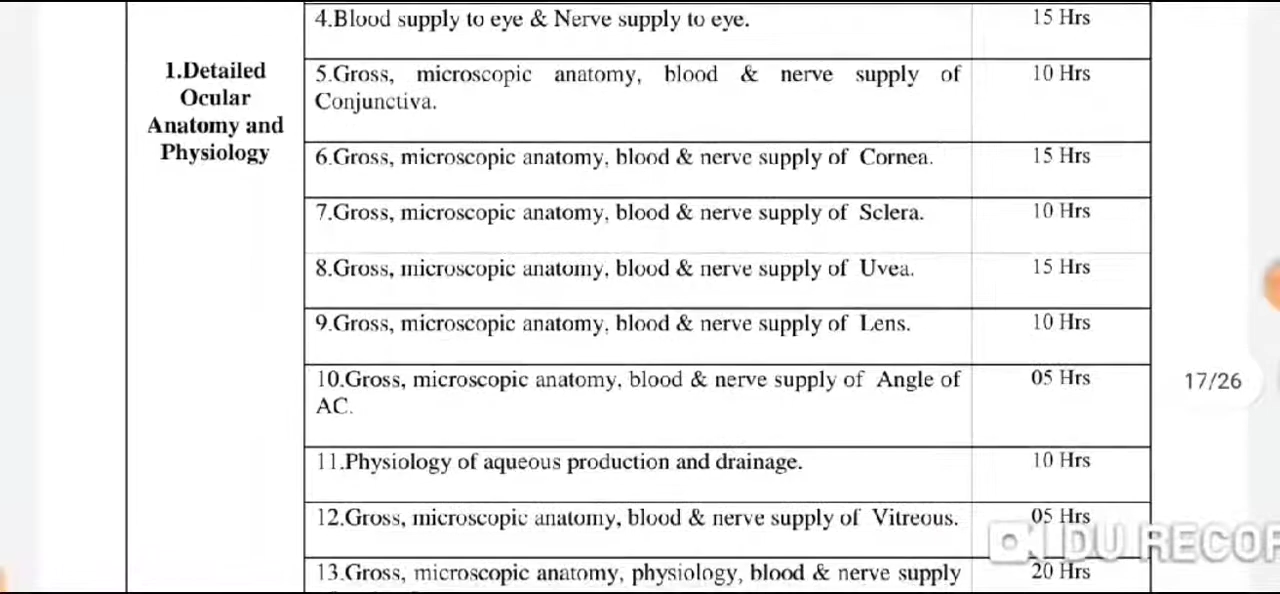 4.Blood supply to eye & Nerve supply to eye. 15 Hrs
1.Detailed
Ocular
Anatomy and
Physiology
5.Gross, microscopic anatomy, blood & nerve supply of 10 Hrs
Conjunctiva.
6.Gross, microscopic anatomy, blood & nerve supply of Cornea. 15 Hrs
7.Gross, microscopic anatomy, blood & nerve supply of Sclera. 10 Hrs
8.Gross, microscopic anatomy, blood & nerve supply of Uvea. 15 Hrs
9.Gross, microscopic anatomy, blood & nerve supply of Lens. 10 Hrs
10.Gross, microscopic anatomy, blood & nerve supply of Angle of 05 Hrs
AC.
17/26
11.Physiology of aqueous production and drainage. 10 Hrs
12.Gross, microscopic anatomy, blood & nerve supply of Vitreous. 05 Hrs
DU RECOR
13.Gross, microscopic anatomy, physiology, blood & nerve supply 20 Hrs